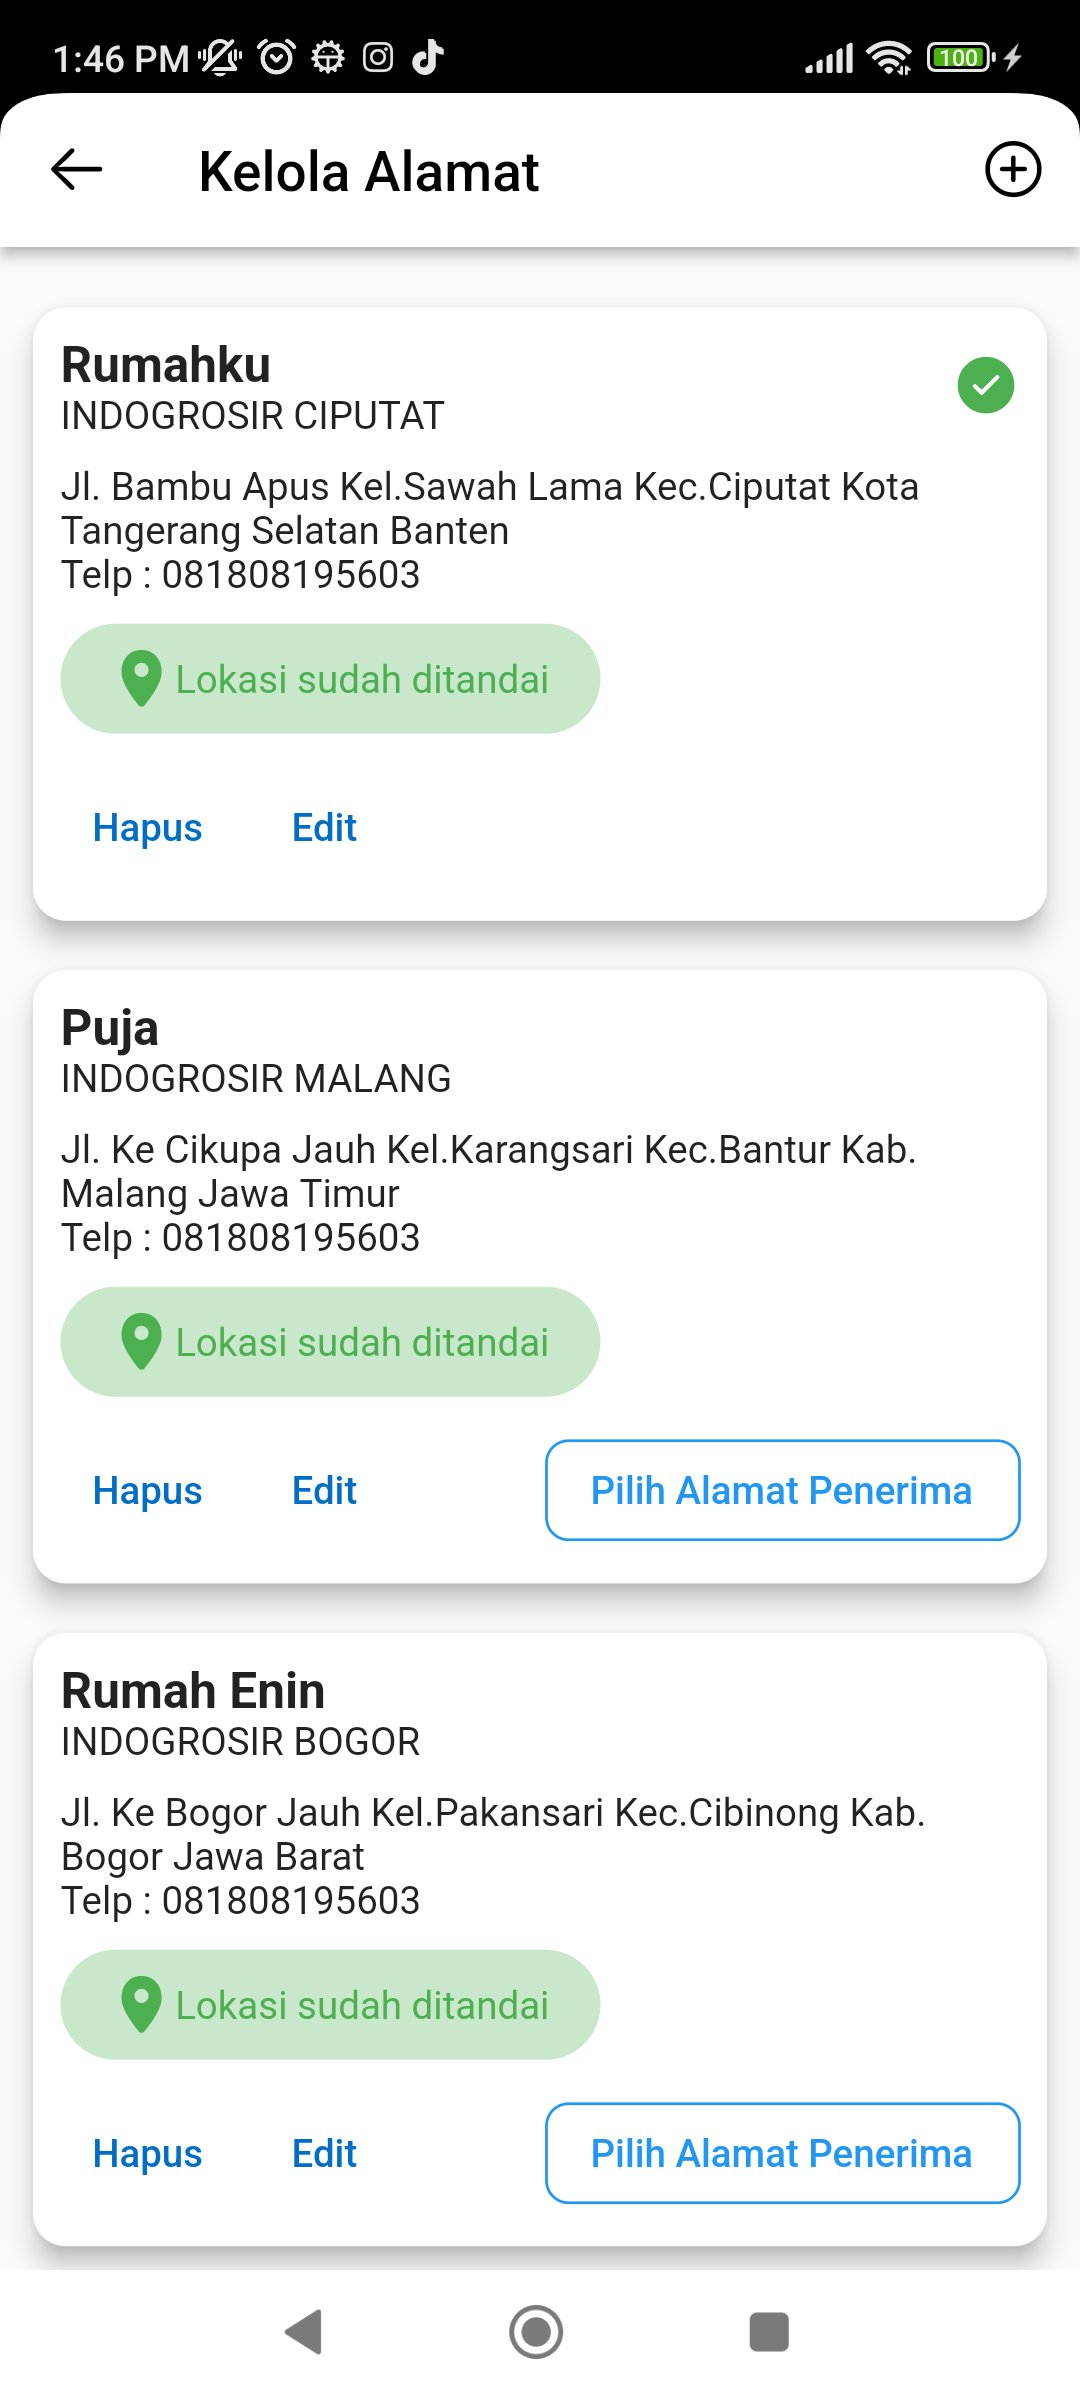 1:46 PM
100
Kelola Alamat
Rumahku
INDOGROSIR CIPUTAT
Jl. Bambu Apus Kel.Sawah Lama Kec.Ciputat Kota
Tangerang Selatan Banten
Telp : 081808195603
Lokasi sudah ditandai
Hapus Edit
Puja
INDOGROSIR MALANG
Jl. Ke Cikupa Jauh Kel.Karangsari Kec.Bantur Kab.
Malang Jawa Timur
Telp : 081808195603
Lokasi sudah ditandai
Hapus Edit Pilih Alamat Penerima
Rumah Enin
INDOGROSIR BOGOR
Jl. Ke Bogor Jauh Kel.Pakansari Kec.Cibinong Kab.
Bogor Jawa Barat
Telp : 081808195603
Lokasi sudah ditandai
Hapus Edit Pilih Alamat Penerima